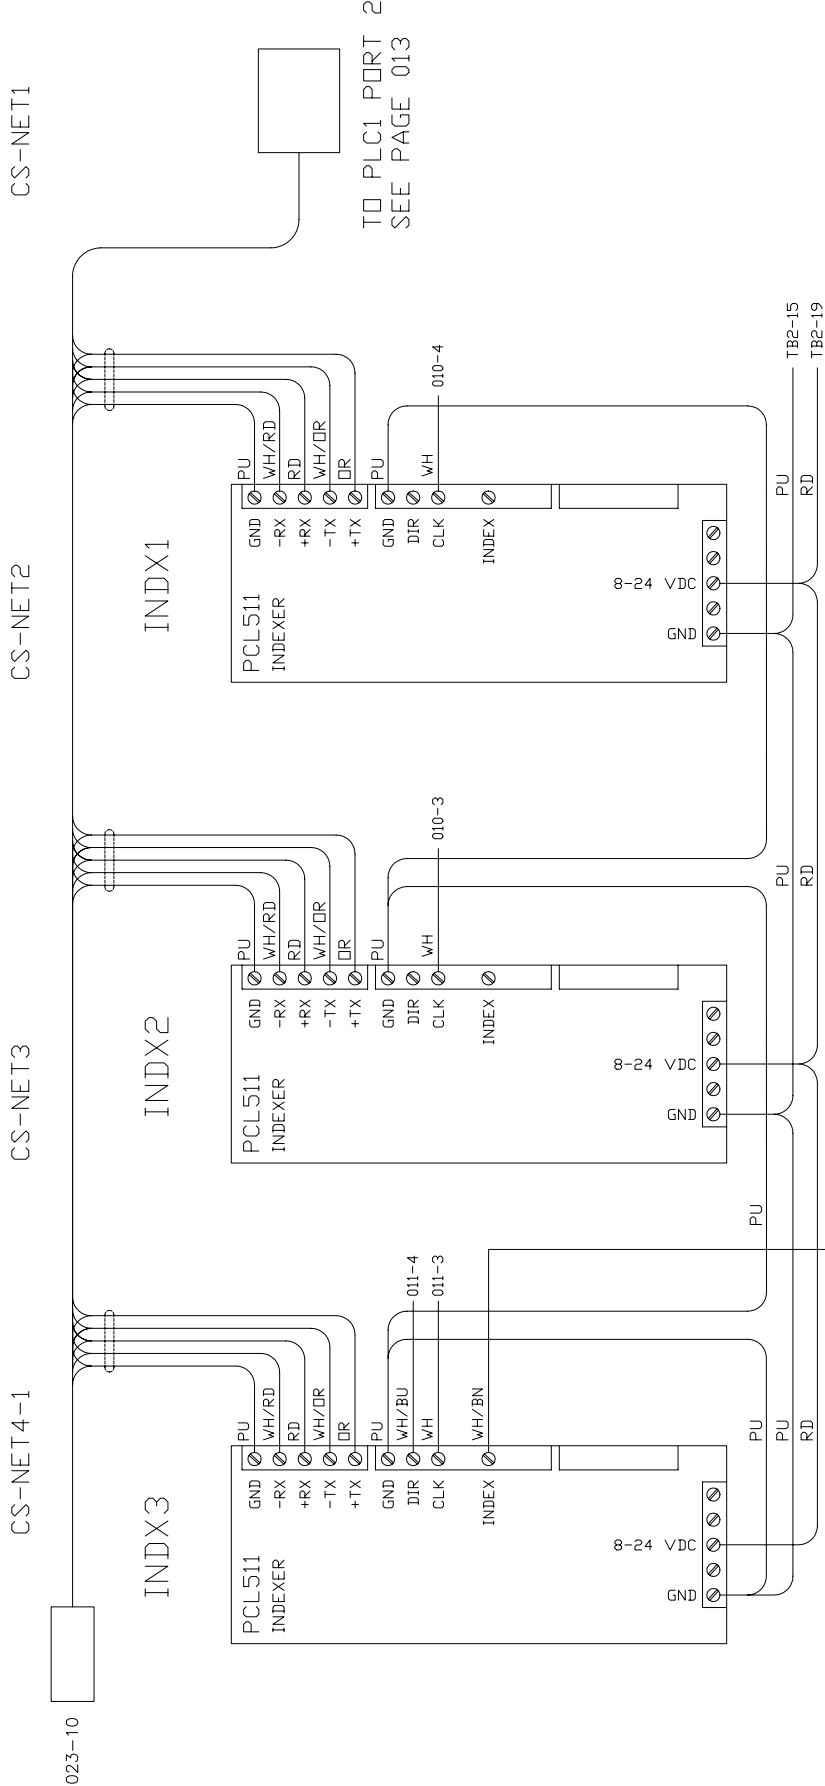 CS-NET4-1
CS-NET3
CS-NET2
CS-NET1
023-10
TO PLC1 PORT 2
SEE PAGE 013
INDX3
PCL511
INDEXER
GND
-RX
+RX
-TX
+TX
GND
DIR
CLK
INDEX
PU
WH/RD
RD
WH/OR
OR
PU
WH/BU
WH
WH/BN
011-4
011-3
8-24 VDC
GND
PU
PU
RD
PU
INDX2
PCL511
INDEXER
GND
-RX
+RX
-TX
+TX
GND
DIR
CLK
INDEX
PU
WH/RD
RD
WH/OR
OR
PU
WH
010-3
8-24 VDC
GND
PU
RD
INDX1
PCL511
INDEXER
GND
-RX
+RX
-TX
+TX
GND
DIR
CLK
INDEX
PU
WH/RD
RD
WH/OR
OR
PU
WH
010-4
8-24 VDC
GND
PU
RD
TB2-15
TB2-19